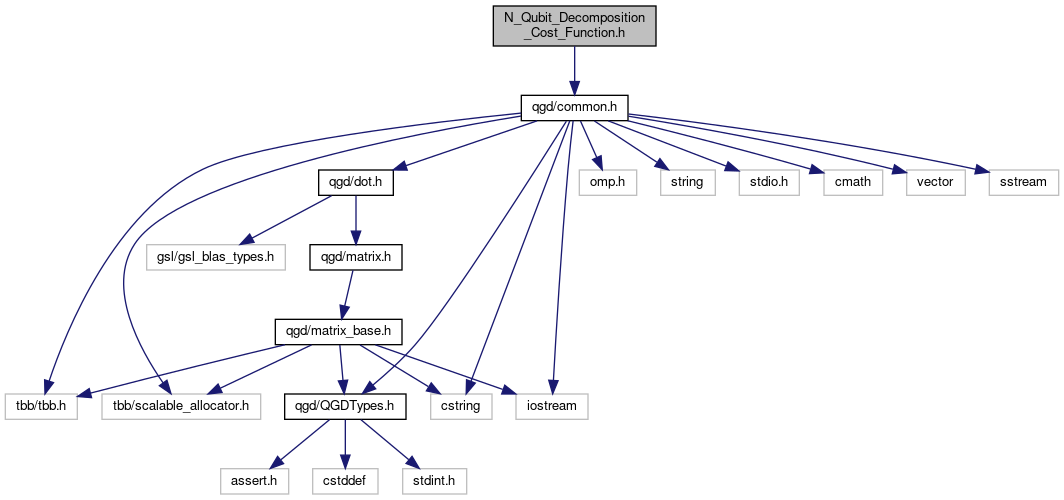 N_Qubit_Decomposition
_Cost_Function.h
qgd/common.h
qgd/dot.h
omp.h
string
stdio.h
cmath
vector
sstream
gsl/gsl_blas_types.h
qgd/matrix.h
qgd/matrix_base.h
tbb/tbb.h
tbb/scalable_allocator.h
qgd/QGDTypes.h
cstring
iostream
assert.h
cstddef
stdint.h